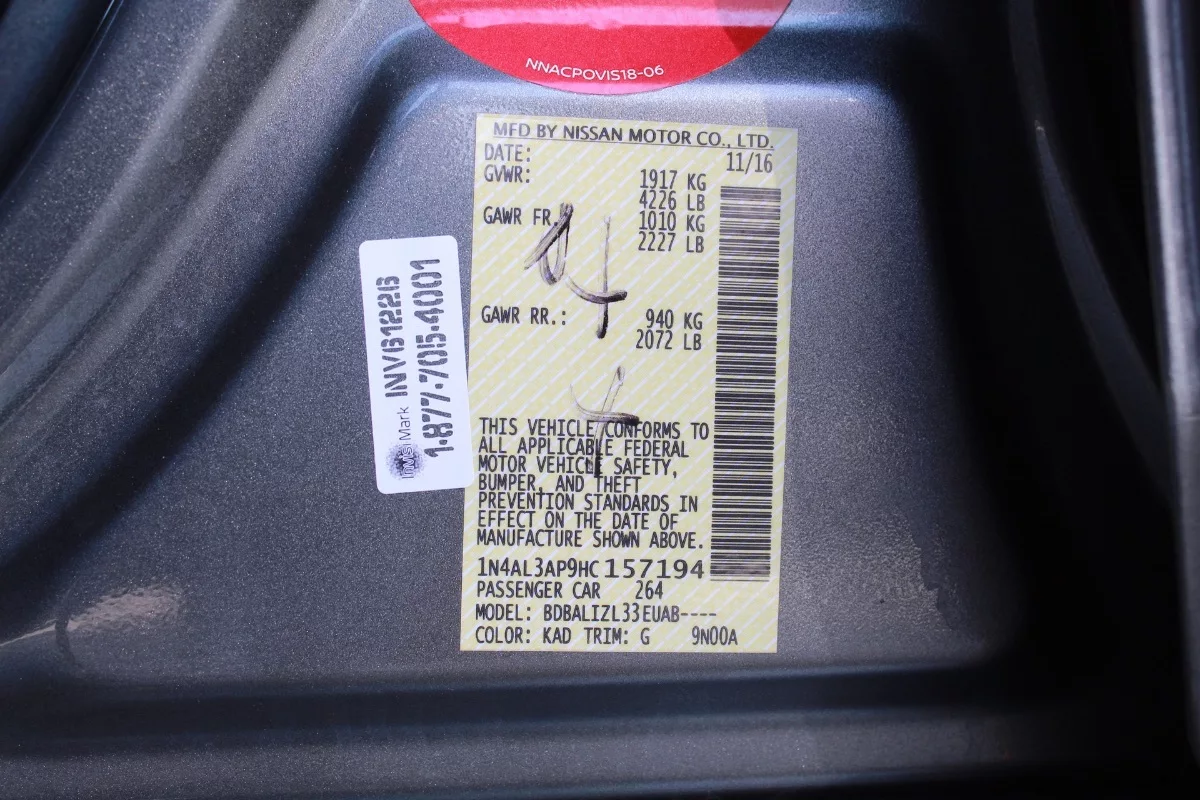 NNACPOVIS18-06
MFD BY NISSAN MOTOR CO., LTD.
DATE: 11/16
GVWR: 1917 KG
4226 LB
GAWR FR.: 1010 KG
2227 LB
GAWR RR.: 940 KG
2072 LB
THIS VEHICLE CONFORMS TO
ALL APPLICABLE FEDERAL
MOTOR VEHICLE SAFETY,
BUMPER, AND THEFT
PREVENTION STANDARDS IN
EFFECT ON THE DATE OF
MANUFACTURE SHOWN ABOVE.
1N4AL3AP9HC157194
PASSENGER CAR 264
MODEL: BDBALIZL33EUAB----
COLOR: KAD TRIM: G 9N00A
Mark INV61226
1-877-705-4001